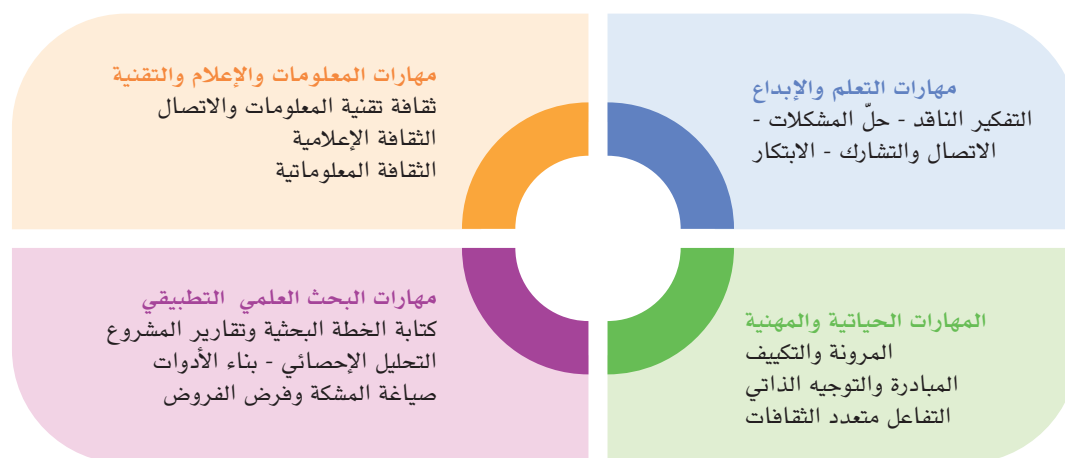 مهارات التعلم والإبداع
التفكير الناقد - حلّ المشكلات -
الاتصال والتشارك - الابتكار
مهارات المعلومات والإعلام والتقنية
ثقافة تقنية المعلومات والاتصال
الثقافة الإعلامية
الثقافة المعلوماتية
المهارات الحياتية والمهنية
المرونة والتكييف
المبادرة والتوجيه الذاتي
التفاعل متعدد الثقافات
مهارات البحث العلمي التطبيقي
كتابة الخطة البحثية وتقارير المشروع
التحليل الإحصائي - بناء الأدوات
صياغة المشكة وفرض الفروض